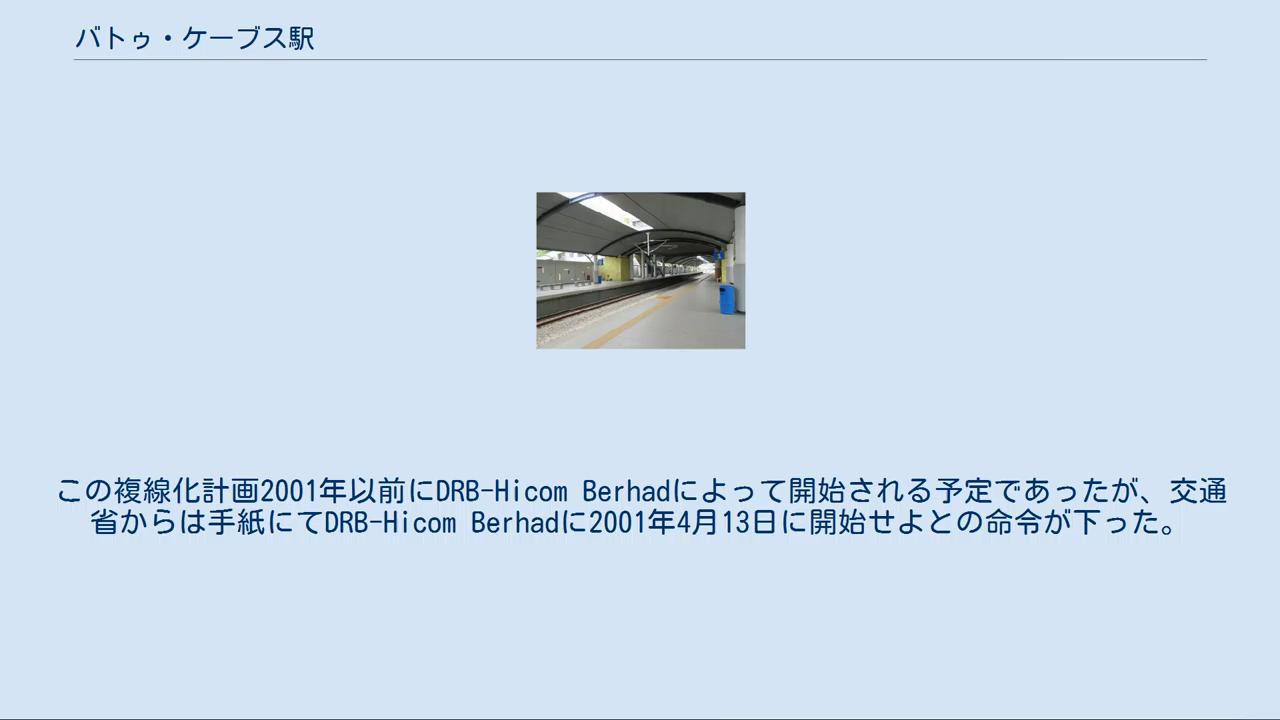 バトゥ・ケーブス駅
この複線化計画2001年以前にDRB-Hicom Berhadによって開始される予定であったが、交通
省からは手紙にてDRB-Hicom Berhadに2001年4月13日に開始せよとの命令が下った。